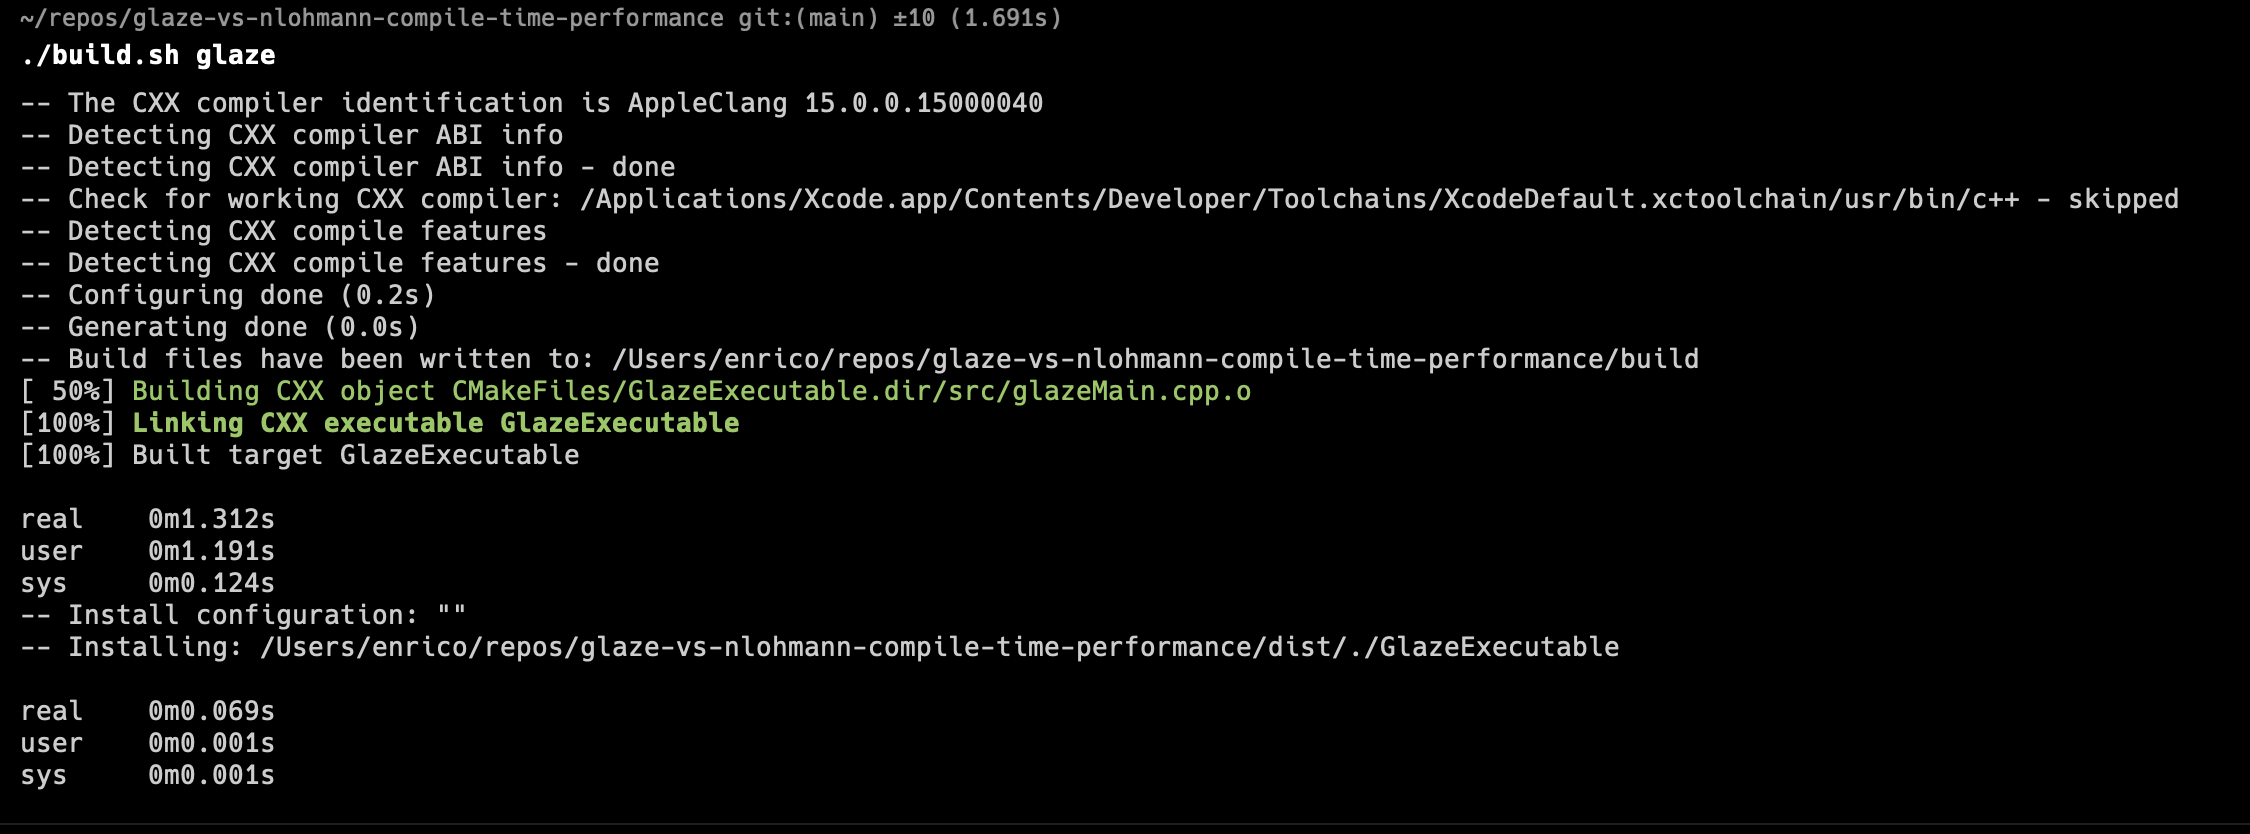 ~/repos/glaze-vs-nlohmann-compile-time-performance git:(main) ±10 (1.691s)
./build.sh glaze
-- The CXX compiler identification is AppleClang 15.0.0.15000040
-- Detecting CXX compiler ABI info
-- Detecting CXX compiler ABI info - done
-- Check for working CXX compiler: /Applications/Xcode.app/Contents/Developer/Toolchains/XcodeDefault.xctoolchain/usr/bin/c++ - skipped
-- Detecting CXX compile features
-- Detecting CXX compile features - done
-- Configuring done (0.2s)
-- Generating done (0.0s)
-- Build files have been written to: /Users/enrico/repos/glaze-vs-nlohmann-compile-time-performance/build
[ 50%] Building CXX object CMakeFiles/GlazeExecutable.dir/src/glazeMain.cpp.o
[100%] Linking CXX executable GlazeExecutable
[100%] Built target GlazeExecutable
real    0m1.312s
user    0m1.191s
sys     0m0.124s
-- Install configuration: ""
-- Installing: /Users/enrico/repos/glaze-vs-nlohmann-compile-time-performance/dist/./GlazeExecutable
real    0m0.069s
user    0m0.001s
sys     0m0.001s